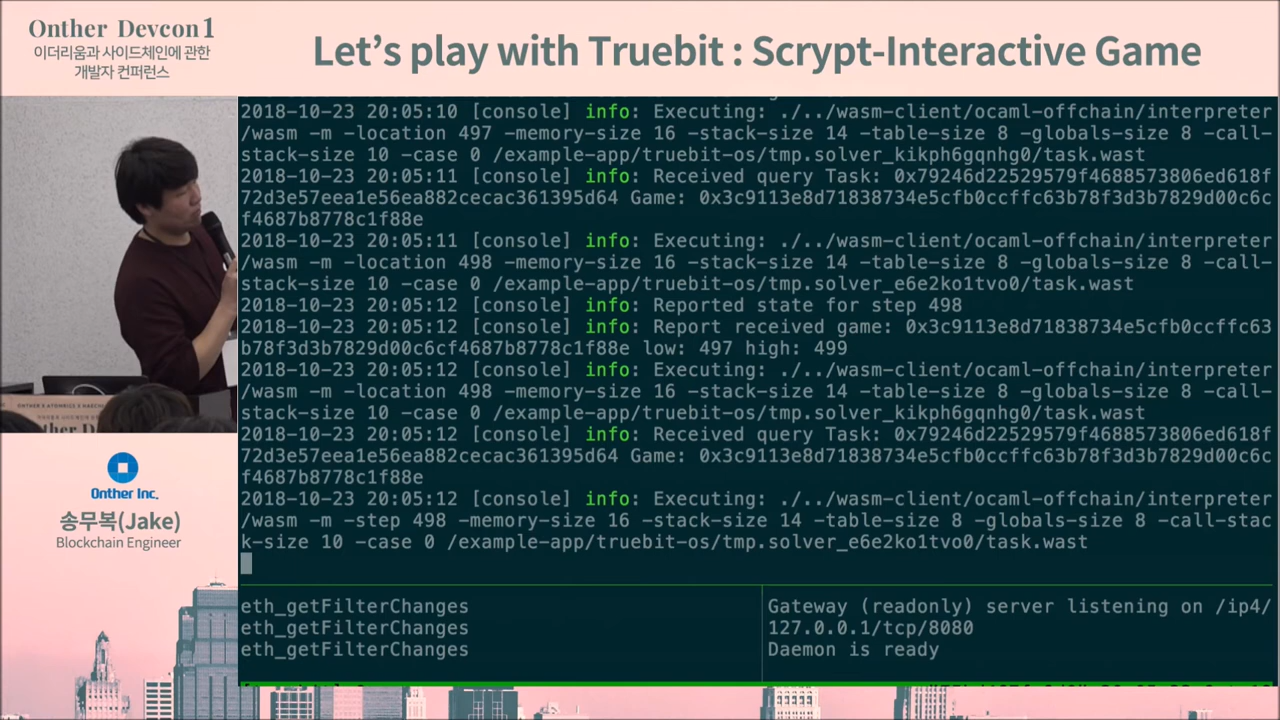 Onther Devcon1
이더리움과 사이드체인에 관한
개발자 컨퍼런스
Let's play with Truebit : Scrypt-Interactive Game
2018-10-23 20:05:10 [console] info: Executing: ./../wasm-client/ocaml-offchain/interpreter
/wasm -m -location 497 -memory-size 16 -stack-size 14 -table-size 8 -globals-size 8 -call-
stack-size 10 -case 0 /example-app/truebit-os/tmp.solver_kikph6gqnhg0/task.wast
2018-10-23 20:05:11 [console] info: Received query Task: 0x79246d22529579f4688573806ed618f
72d3e57eea1e56ea882cecac361395d64 Game: 0x3c9113e8d71838734e5cfb0ccffc63b78f3d3b7829d00c6c
f4687b8778c1f88e
2018-10-23 20:05:11 [console] info: Executing: ./../wasm-client/ocaml-offchain/interpreter
/wasm -m -location 498 -memory-size 16 -stack-size 14 -table-size 8 -globals-size 8 -call-
stack-size 10 -case 0 /example-app/truebit-os/tmp.solver_e6e2ko1tvo0/task.wast
2018-10-23 20:05:12 [console] info: Reported state for step 498
2018-10-23 20:05:12 [console] info: Report received game: 0x3c9113e8d71838734e5cfb0ccffc63
b78f3d3b7829d00c6cf4687b8778c1f88e low: 497 high: 499
2018-10-23 20:05:12 [console] info: Executing: ./../wasm-client/ocaml-offchain/interpreter
/wasm -m -location 498 -memory-size 16 -stack-size 14 -table-size 8 -globals-size 8 -call-
stack-size 10 -case 0 /example-app/truebit-os/tmp.solver_kikph6gqnhg0/task.wast
2018-10-23 20:05:12 [console] info: Received query Task: 0x79246d22529579f4688573806ed618f
72d3e57eea1e56ea882cecac361395d64 Game: 0x3c9113e8d71838734e5cfb0ccffc63b78f3d3b7829d00c6c
f4687b8778c1f88e
2018-10-23 20:05:12 [console] info: Executing: ./../wasm-client/ocaml-offchain/interpreter
/wasm -m -step 498 -memory-size 16 -stack-size 14 -table-size 8 -globals-size 8 -call-stac
k-size 10 -case 0 /example-app/truebit-os/tmp.solver_e6e2ko1tvo0/task.wast
eth_getFilterChanges
eth_getFilterChanges
eth_getFilterChanges
Gateway (readonly) server listening on /ip4/
127.0.0.1/tcp/8080
Daemon is ready
Onther Inc.
송무복(Jake)
Blockchain Engineer